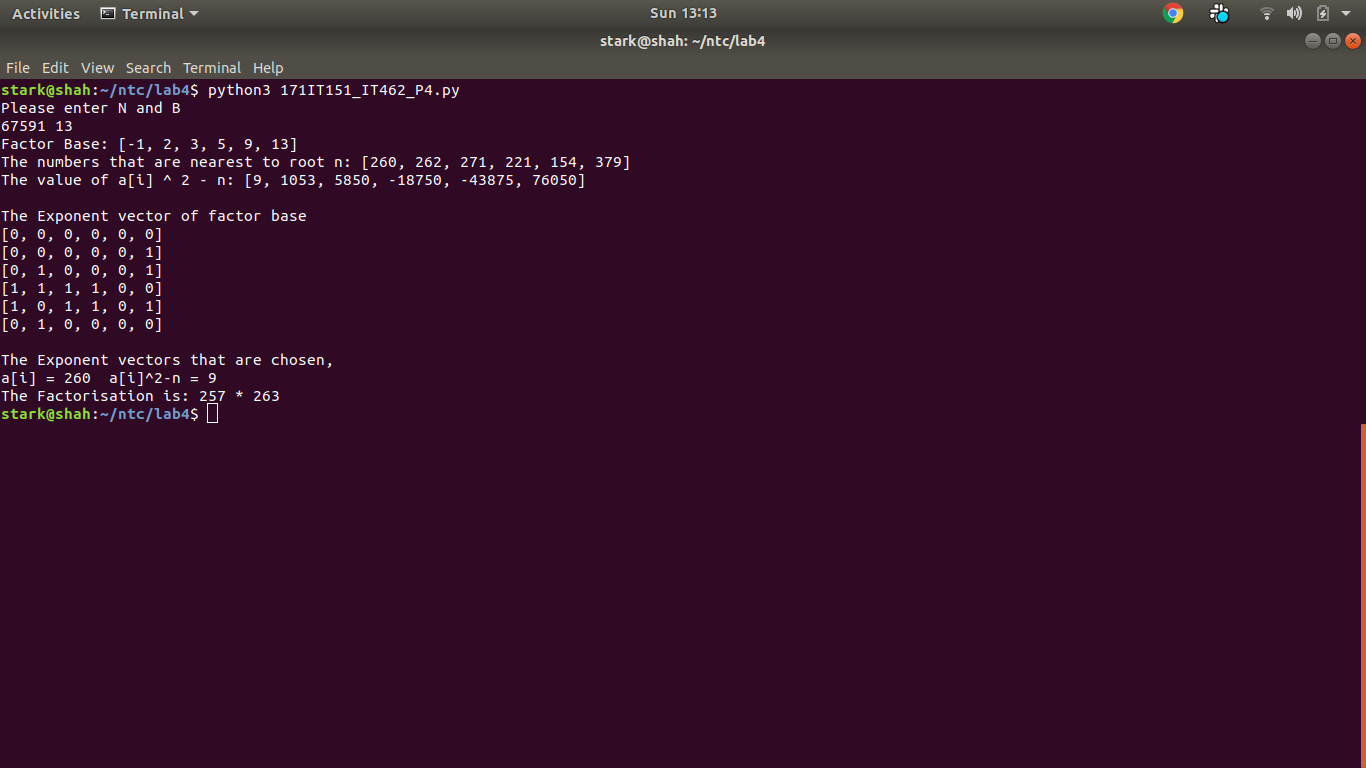 Activities Terminal Sun 13:13
stark@shah: ~/ntc/lab4
File Edit View Search Terminal Help
stark@shah:~/ntc/lab4$ python3 171IT151_IT462_P4.py
Please enter N and B
67591 13
Factor Base: [-1, 2, 3, 5, 9, 13]
The numbers that are nearest to root n: [260, 262, 271, 221, 154, 379]
The value of a[i] ^ 2 - n: [9, 1053, 5850, -18750, -43875, 76050]
The Exponent vector of factor base
[0, 0, 0, 0, 0, 0]
[0, 0, 0, 0, 0, 1]
[0, 1, 0, 0, 0, 1]
[1, 1, 1, 1, 0, 0]
[1, 0, 1, 1, 0, 1]
[0, 1, 0, 0, 0, 0]
The Exponent vectors that are chosen,
a[i] = 260  a[i]^2-n = 9
The Factorisation is: 257 * 263
stark@shah:~/ntc/lab4$